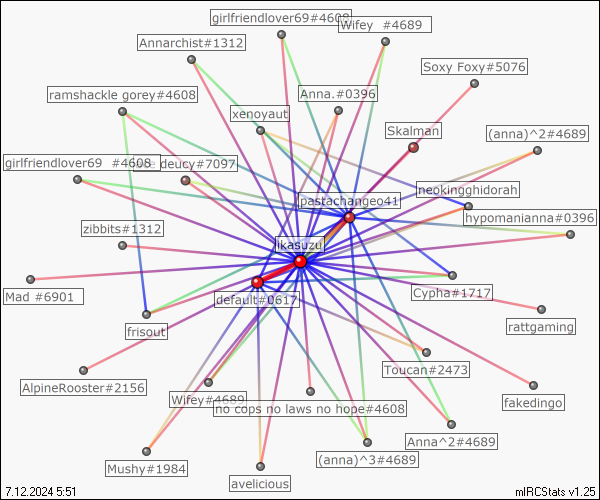 girlfriendlover69#4608
Wifey #4689
Annarchist#1312
Soxy Foxy#5076
ramshackle gorey#4608
Anna.#0396
xenoyaut
Skalman
(anna)^2#4689
girlfriendlover69 #4608
deucy#7097
neokingghidorah
pastachangeo41
hypomanianna#0396
zibbits#1312
ikasuzu
Mad #6901
default#0617
Cypha#1717
frisout
rattgaming
Toucan#2473
AlpineRooster#2156
Wifey#4689
no cops no laws no hope#4608
fakedingo
Anna^2#4689
Mushy#1984
(anna)^3#4689
avelicious
7.12.2024 5:51
mIRCStats v1.25